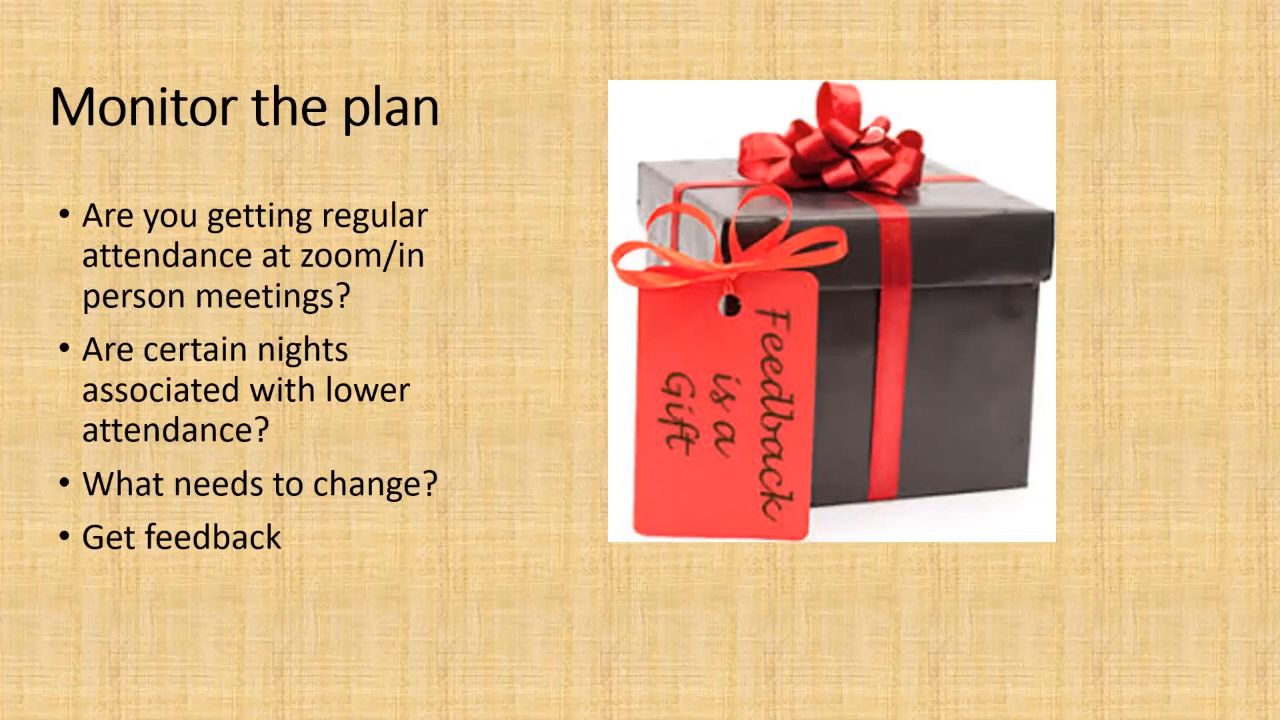 Monitor the plan
• Are you getting regular
attendance at zoom/in
person meetings?
• Are certain nights
associated with lower
attendance?
• What needs to change?
• Get feedback
Feedback
is a
Gift